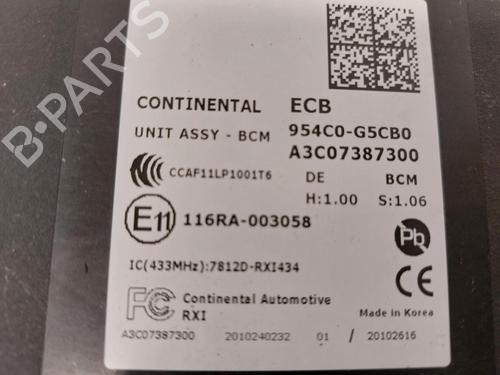 B-PARTS
CONTINENTAL ECB
UNIT ASSY - BCM 954C0-G5CB0
A3C07387300
CCAF11LP1001T6 DE BCM
H:1.00 S:1.06
E11 116RA-003058
Pb
IC(433MHz):7812D-RXI434
CE
FC Continental Automotive
RXI Made in Korea
A3C07387300 2010240232 01 / 20102616